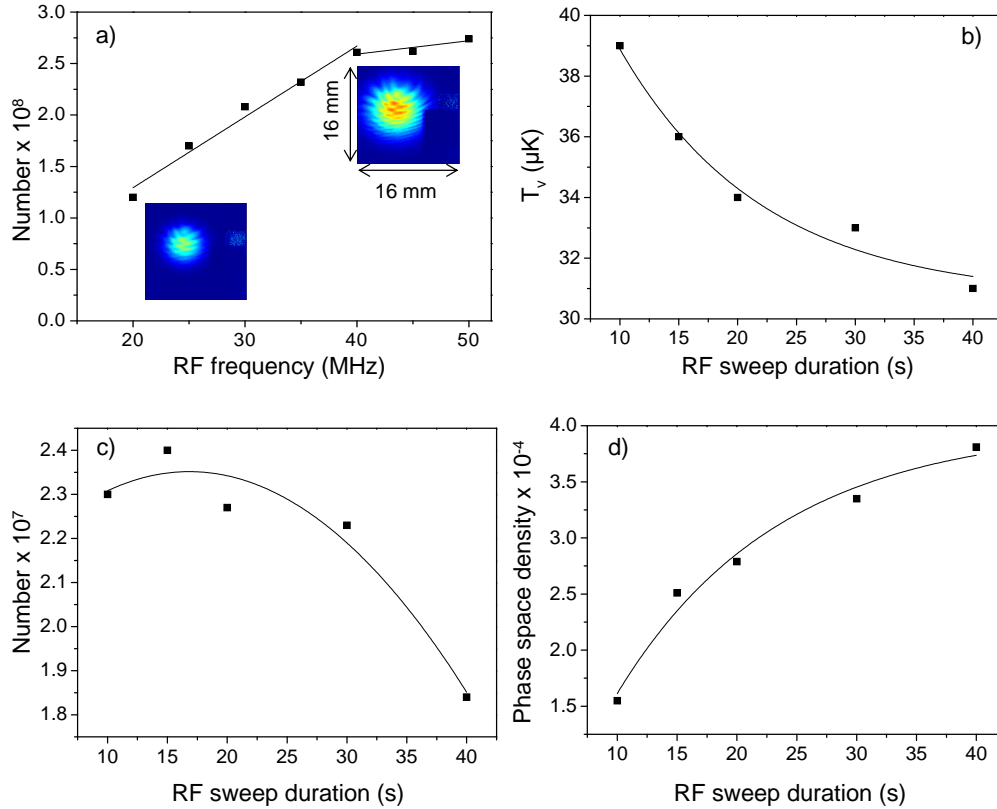 a)
Number x 10⁸
3.0
2.5
2.0
1.5
1.0
0.5
0.0
16 mm
16 mm
20 30 40 50
RF frequency (MHz)
b)
T_v (µK)
40
38
36
34
32
30
10 15 20 25 30 35 40
RF sweep duration (s)
c)
Number x 10⁷
2.4
2.3
2.2
2.1
2.0
1.9
1.8
10 15 20 25 30 35 40
RF sweep duration (s)
d)
Phase space density x 10⁻⁴
4.0
3.5
3.0
2.5
2.0
1.5
10 15 20 25 30 35 40
RF sweep duration (s)